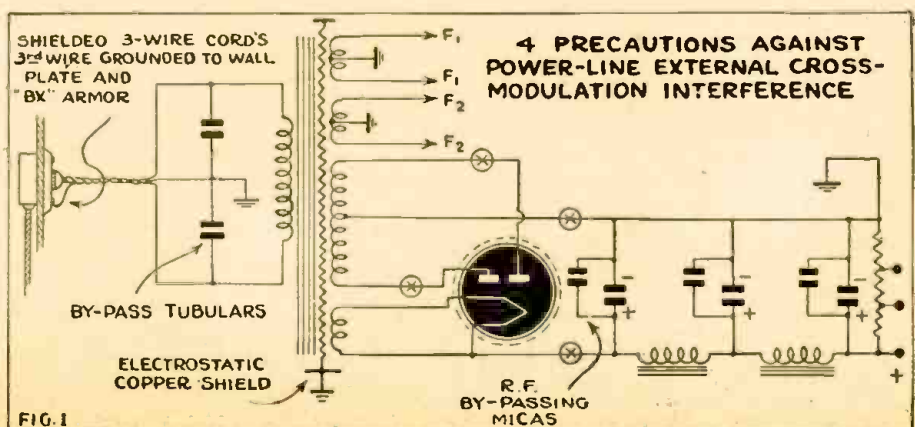 SHIELDED 3-WIRE CORD'S
3rd WIRE GROUNDED TO WALL
PLATE AND
"BX" ARMOR
4 PRECAUTIONS AGAINST
POWER-LINE EXTERNAL CROSS-
MODULATION INTERFERENCE
F1
F1
F2
F2
BY-PASS TUBULARS
ELECTROSTATIC
COPPER SHIELD
R.F.
BY-PASSING
MICAS
-
+
-
+
-
+
+
FIG.1